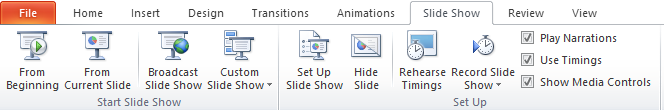 File Home Insert Design Transitions Animations Slide Show Review View
From Beginning
From Current Slide
Broadcast Slide Show
Custom Slide Show
Set Up Slide Show
Hide Slide
Rehearse Timings
Record Slide Show
Play Narrations
Use Timings
Show Media Controls
Start Slide Show
Set Up